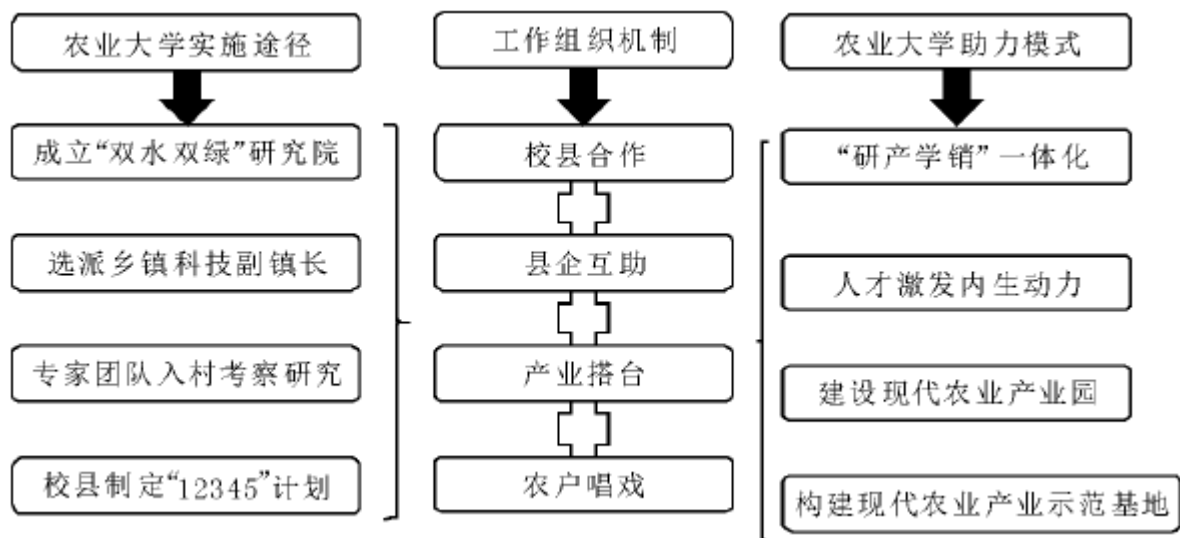 农业大学实施途径
成立“双水双绿”研究院
选派乡镇科技副镇长
专家团队入村考察研究
校县制定“12345”计划
工作组织机制
校县合作
县企互助
产业搭台
农户唱戏
农业大学助力模式
“研产学销”一体化
人才激发内生动力
建设现代农业产业园
构建现代农业产业示范基地